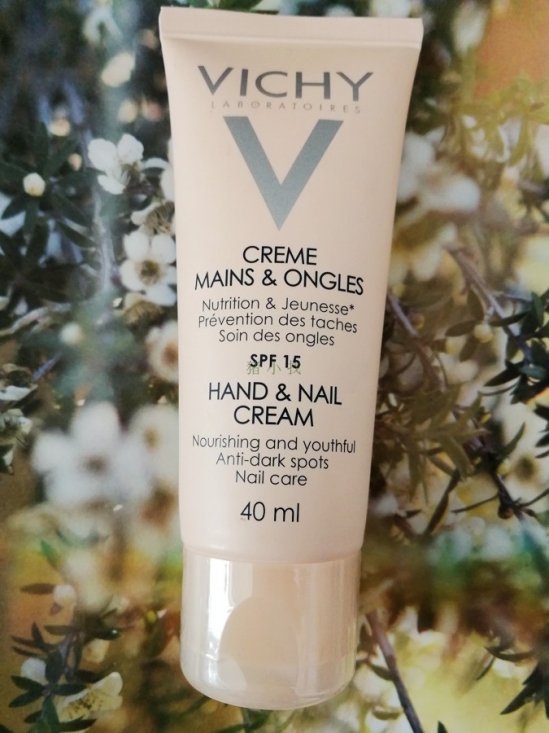 VICHY
LABORATOIRES
V
CREME
MAINS & ONGLES
Nutrition & Jeunesse*
Prévention des taches
Soin des ongles
SPF 15
HAND & NAIL
CREAM
Nourishing and youthful
Anti-dark spots
Nail care
40 ml